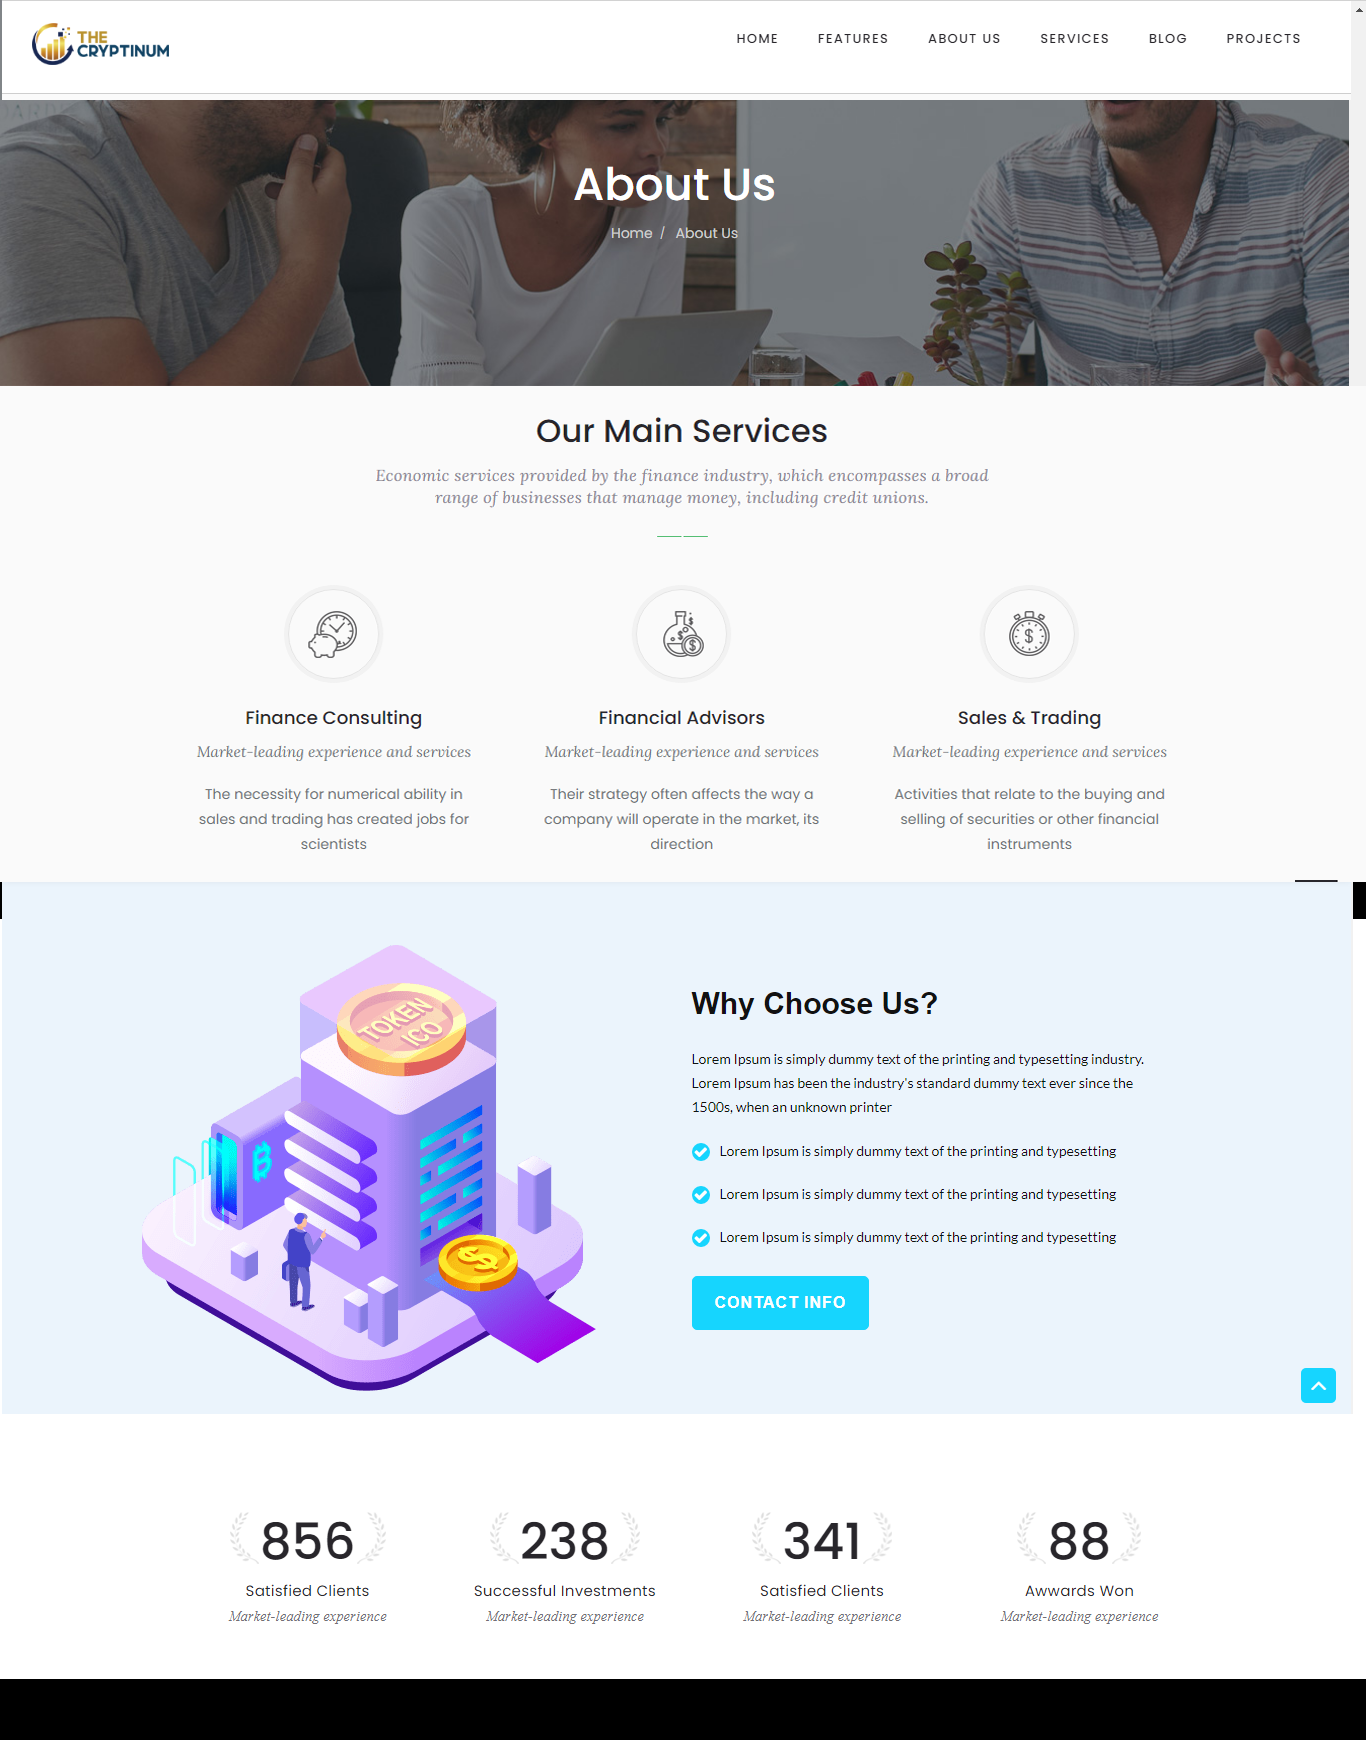 THE
CRYPTINUM
HOME FEATURES ABOUT US SERVICES BLOG PROJECTS
About Us
Home / About Us
Our Main Services
Economic services provided by the finance industry, which encompasses a broad
range of businesses that manage money, including credit unions.
Finance Consulting
Market-leading experience and services
The necessity for numerical ability in
sales and trading has created jobs for
scientists
Financial Advisors
Market-leading experience and services
Their strategy often affects the way a
company will operate in the market, its
direction
Sales & Trading
Market-leading experience and services
Activities that relate to the buying and
selling of securities or other financial
instruments
TOKEN
ICO
Why Choose Us?
Lorem Ipsum is simply dummy text of the printing and typesetting industry.
Lorem Ipsum has been the industry's standard dummy text ever since the
1500s, when an unknown printer
Lorem Ipsum is simply dummy text of the printing and typesetting
Lorem Ipsum is simply dummy text of the printing and typesetting
Lorem Ipsum is simply dummy text of the printing and typesetting
CONTACT INFO
856
Satisfied Clients
Market-leading experience
238
Successful Investments
Market-leading experience
341
Satisfied Clients
Market-leading experience
88
Awwards Won
Market-leading experience